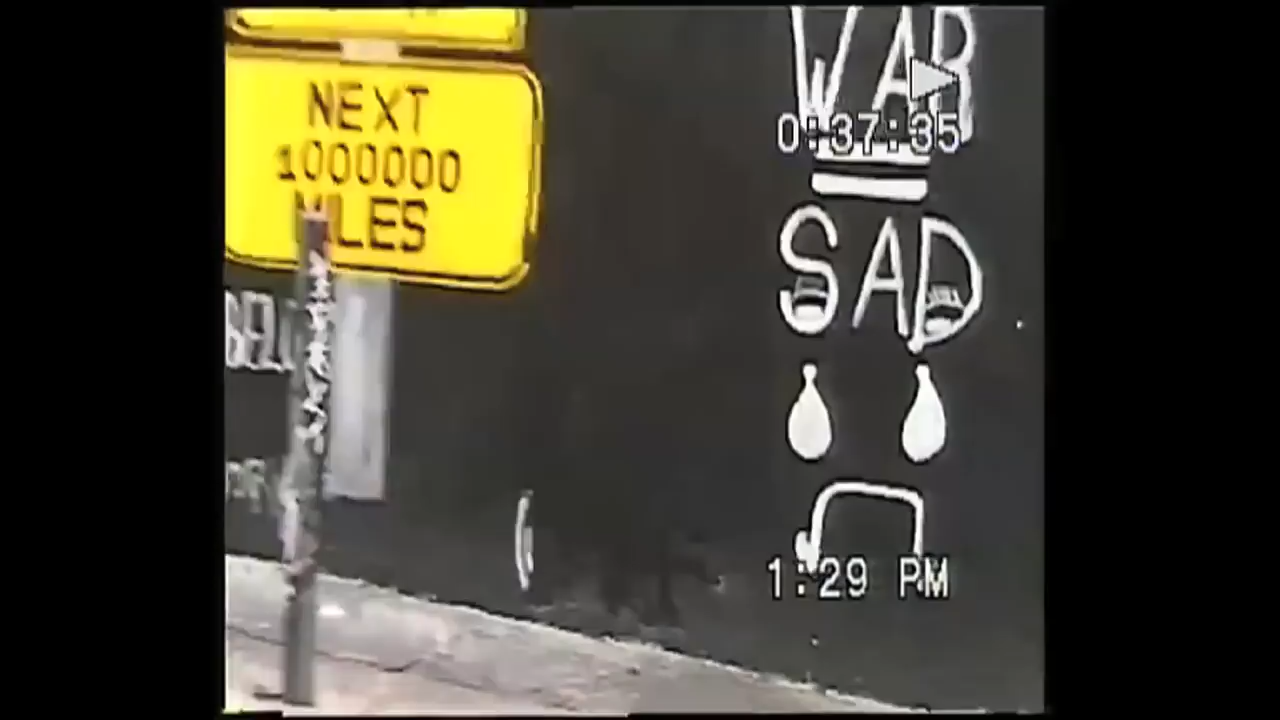 NEXT
1000000
MILES
WAR
0:37:35
=
SAD
1:29 PM